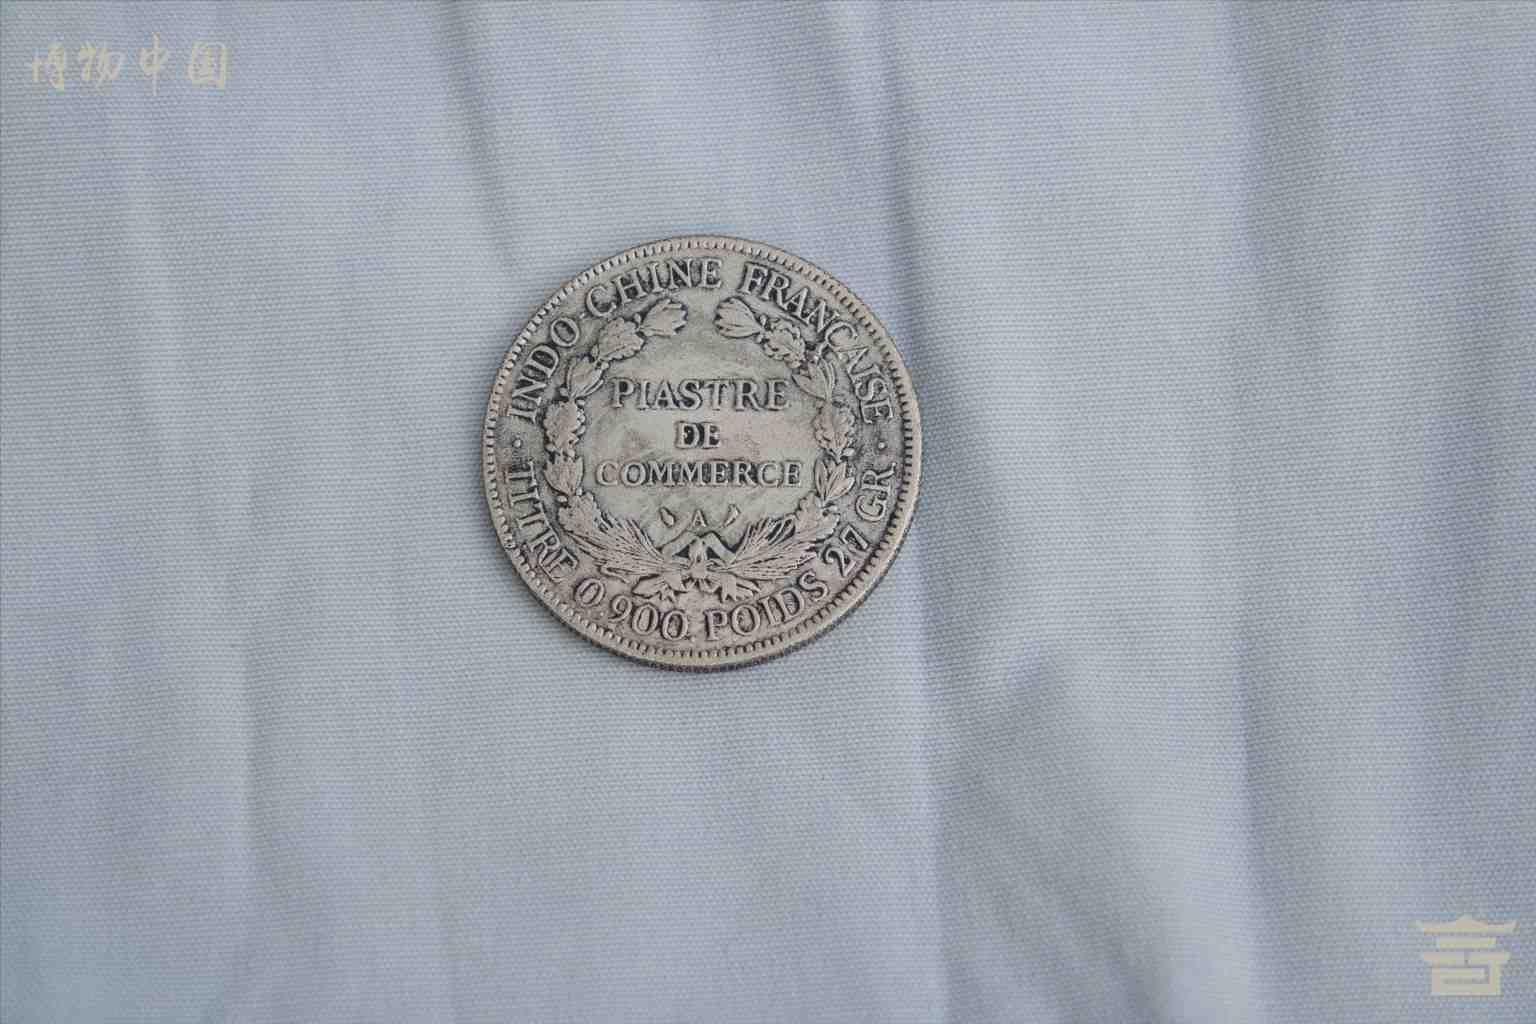 博物中国
INDO-CHINE FRANÇAISE
PIASTRE
DE
COMMERCE
A
TITRE 0.900. POIDS 27 GR.